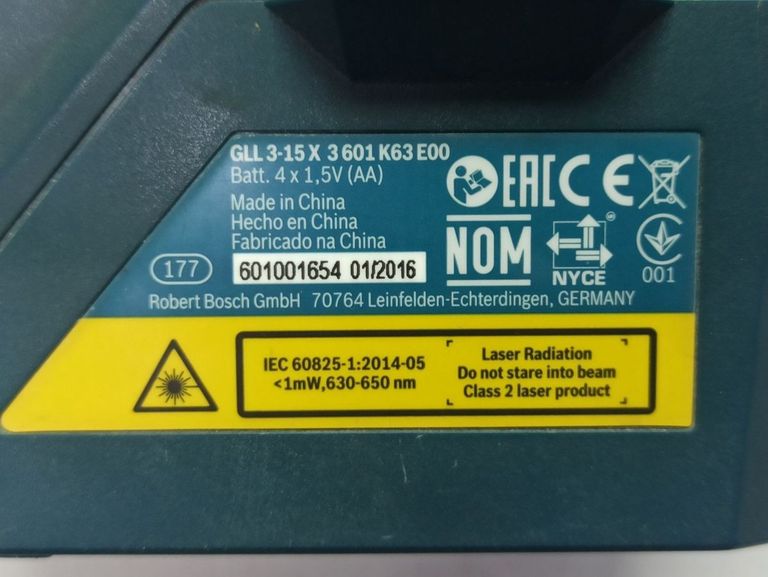 GLL 3-15 X 3 601 K63 E00
Batt. 4 x 1,5V (AA)
Made in China
Hecho en China
Fabricado na China
177 601001654 01/2016
EAC CE
NOM NYCE 001
Robert Bosch GmbH 70764 Leinfelden-Echterdingen, GERMANY
IEC 60825-1:2014-05
<1mW,630-650 nm
Laser Radiation
Do not stare into beam
Class 2 laser product